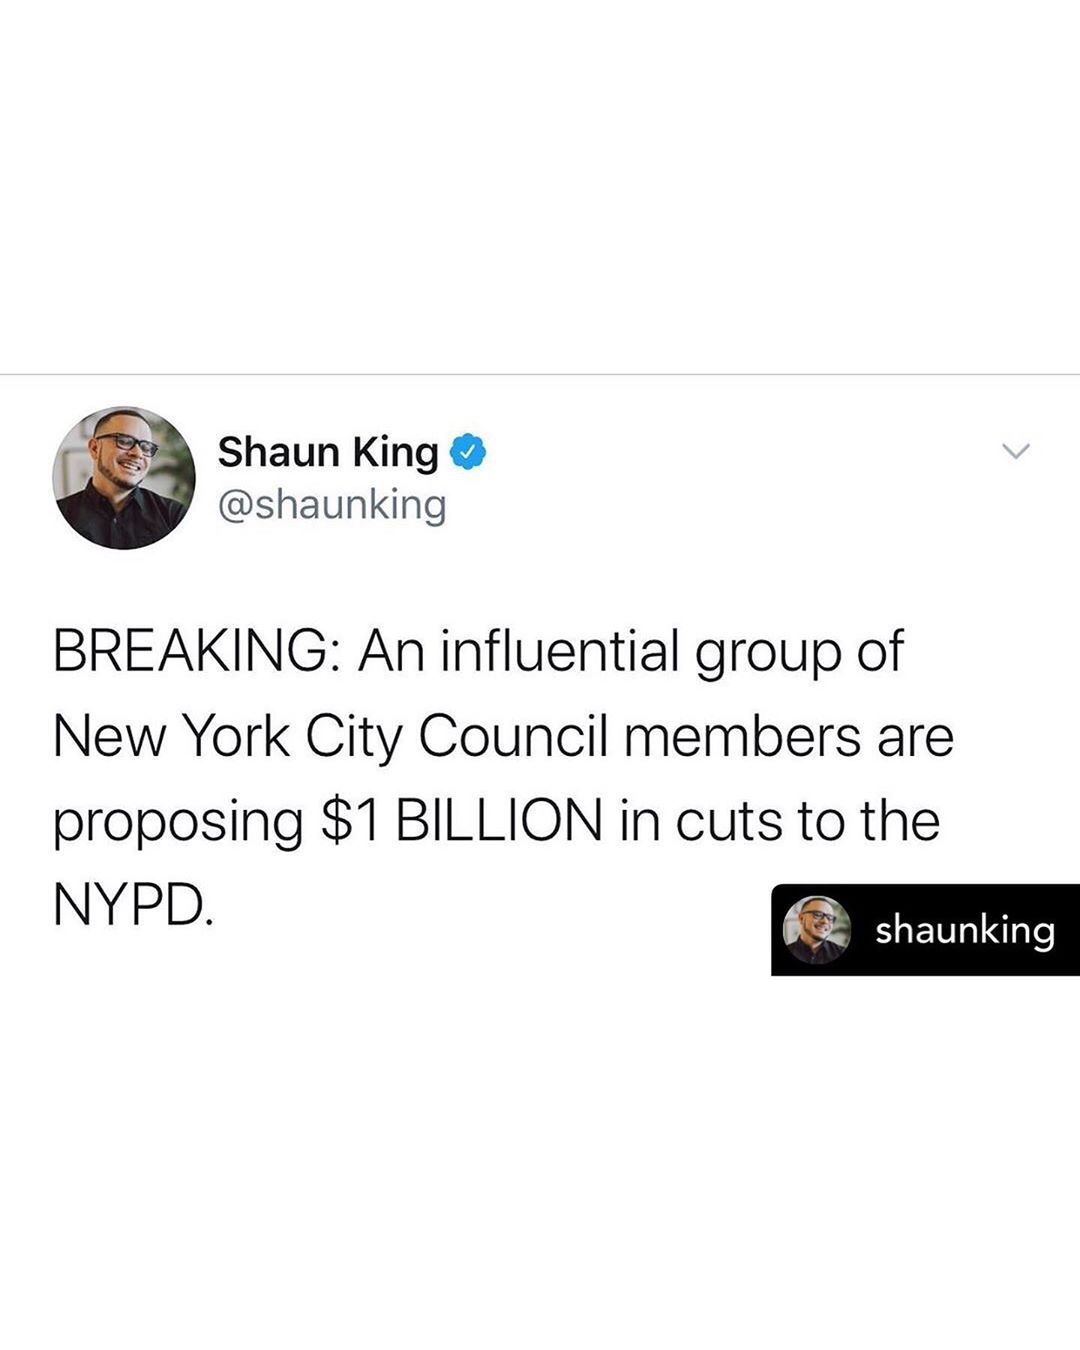 Shaun King
@shaunking
BREAKING: An influential group of
New York City Council members are
proposing $1 BILLION in cuts to the
NYPD.
shaunking